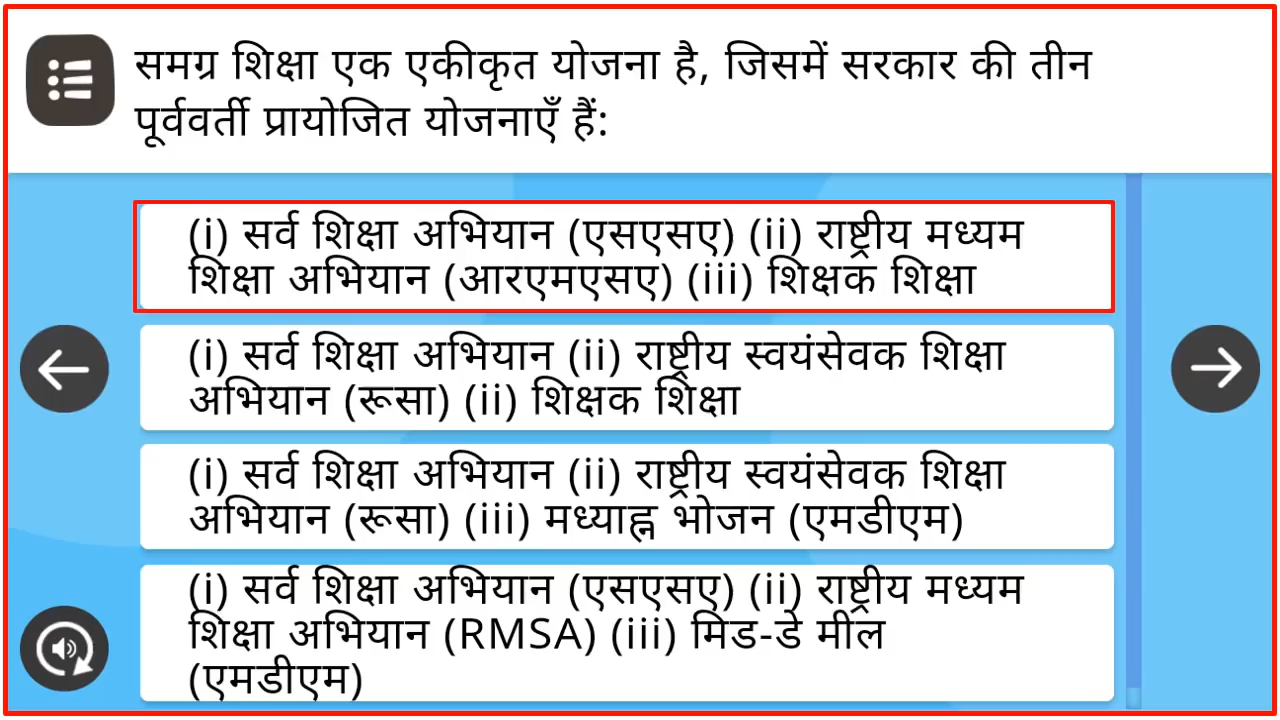 समग्र शिक्षा एक एकीकृत योजना है, जिसमें सरकार की तीन
पूर्ववर्ती प्रायोजित योजनाएँ हैं:
(i) सर्व शिक्षा अभियान (एसएसए) (ii) राष्ट्रीय मध्यम
शिक्षा अभियान (आरएमएसए) (iii) शिक्षक शिक्षा
(i) सर्व शिक्षा अभियान (ii) राष्ट्रीय स्वयंसेवक शिक्षा
अभियान (रूसा) (ii) शिक्षक शिक्षा
(i) सर्व शिक्षा अभियान (ii) राष्ट्रीय स्वयंसेवक शिक्षा
अभियान (रूसा) (iii) मध्याह्न भोजन (एमडीएम)
(i) सर्व शिक्षा अभियान (एसएसए) (ii) राष्ट्रीय मध्यम
शिक्षा अभियान (RMSA) (iii) मिड-डे मील
(एमडीएम)